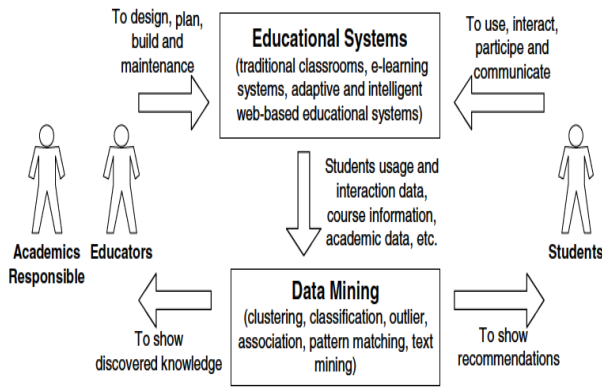 To design, plan,
build and
maintenance
Educational Systems
(traditional classrooms, e-learning
systems, adaptive and intelligent
web-based educational systems)
To use, interact,
participe and
communicate
Students usage and
interaction data,
course information,
academic data, etc.
Academics
Responsible
Educators
Students
Data Mining
(clustering, classification, outlier,
association, pattern matching, text
mining)
To show
discovered knowledge
To show
recommendations